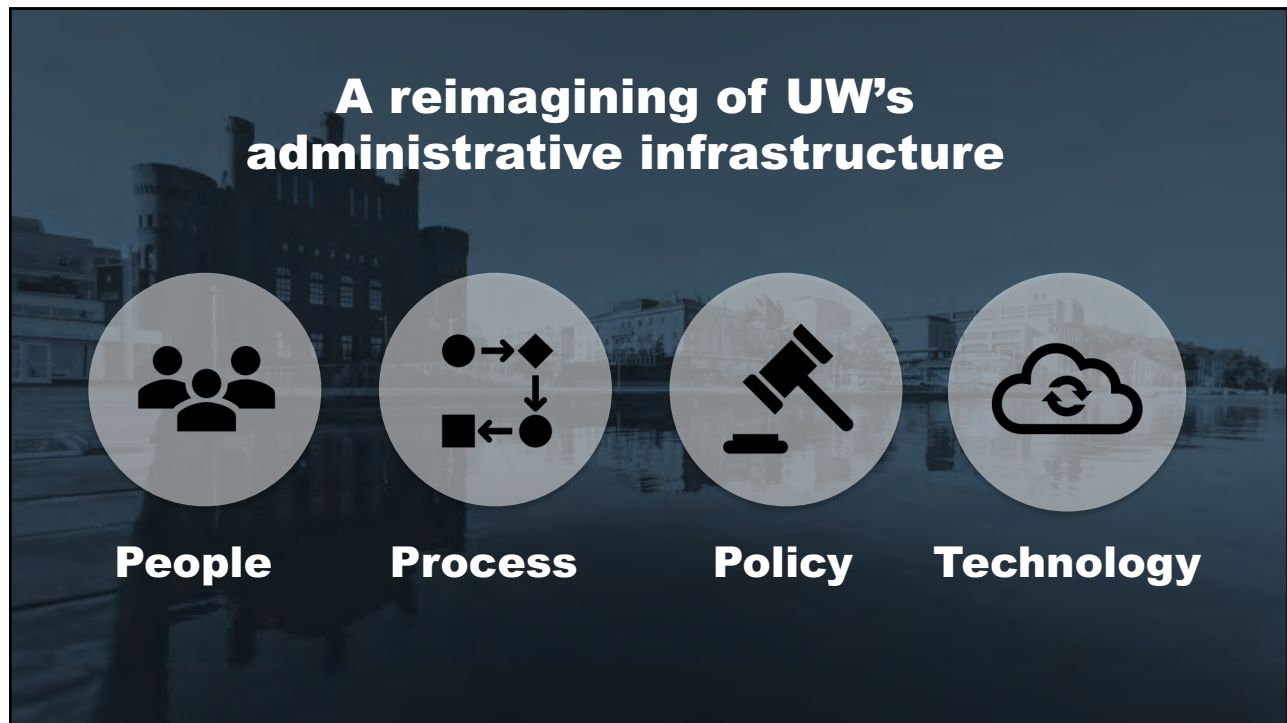 A reimagining of UW’s
administrative infrastructure
People
Process
Policy
Technology